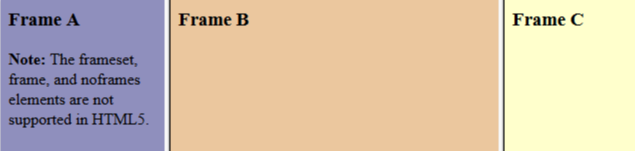 Frame A
Note: The frameset,
frame, and noframes
elements are not
supported in HTML5.
Frame B
Frame C